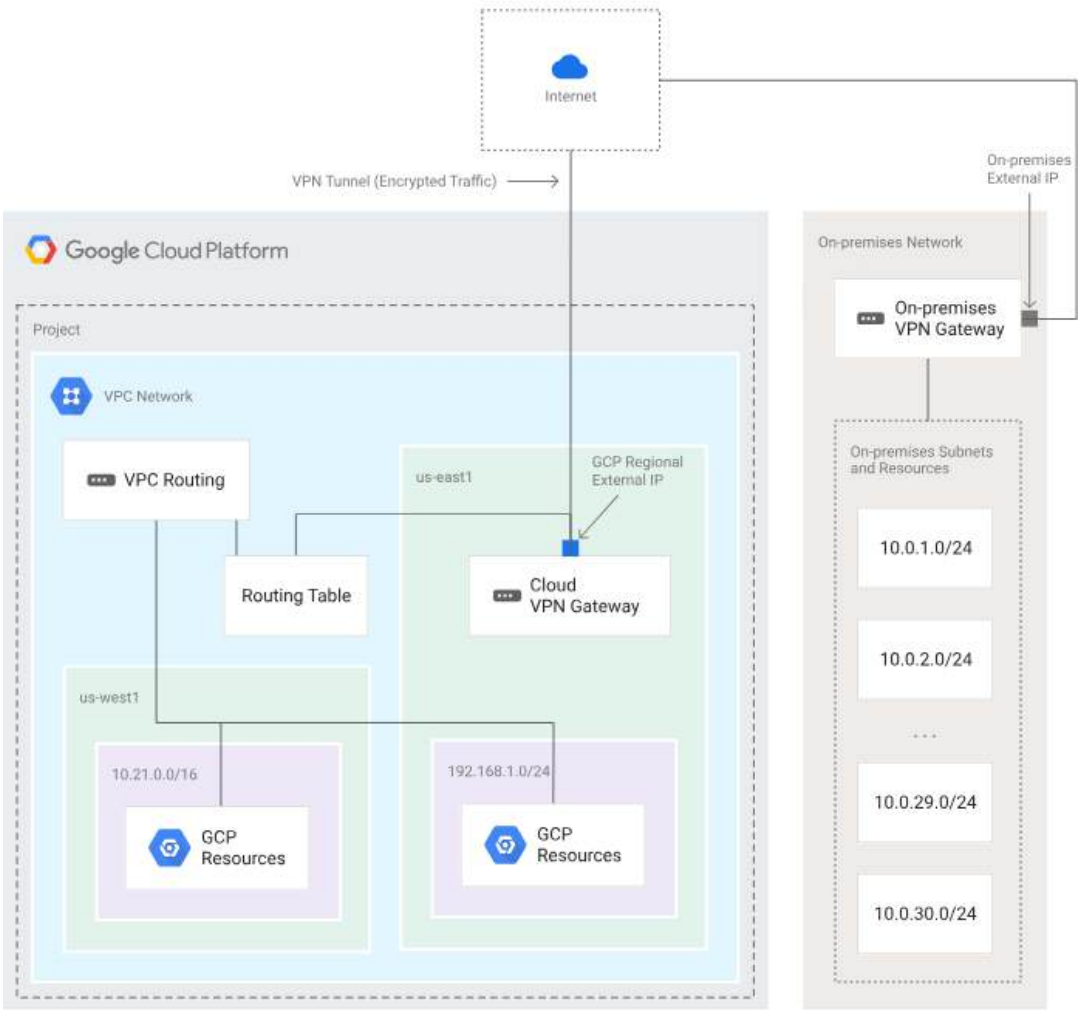 Internet
VPN Tunnel (Encrypted Traffic)
On-premises
External IP
Google Cloud Platform
Project
VPC Network
VPC Routing
Routing Table
us-east1
GCP Regional
External IP
Cloud
VPN Gateway
us-west1
10.21.0.0/16
GCP
Resources
192.168.1.0/24
GCP
Resources
On-premises Network
On-premises
VPN Gateway
On-premises Subnets
and Resources
10.0.1.0/24
10.0.2.0/24
...
10.0.29.0/24
10.0.30.0/24